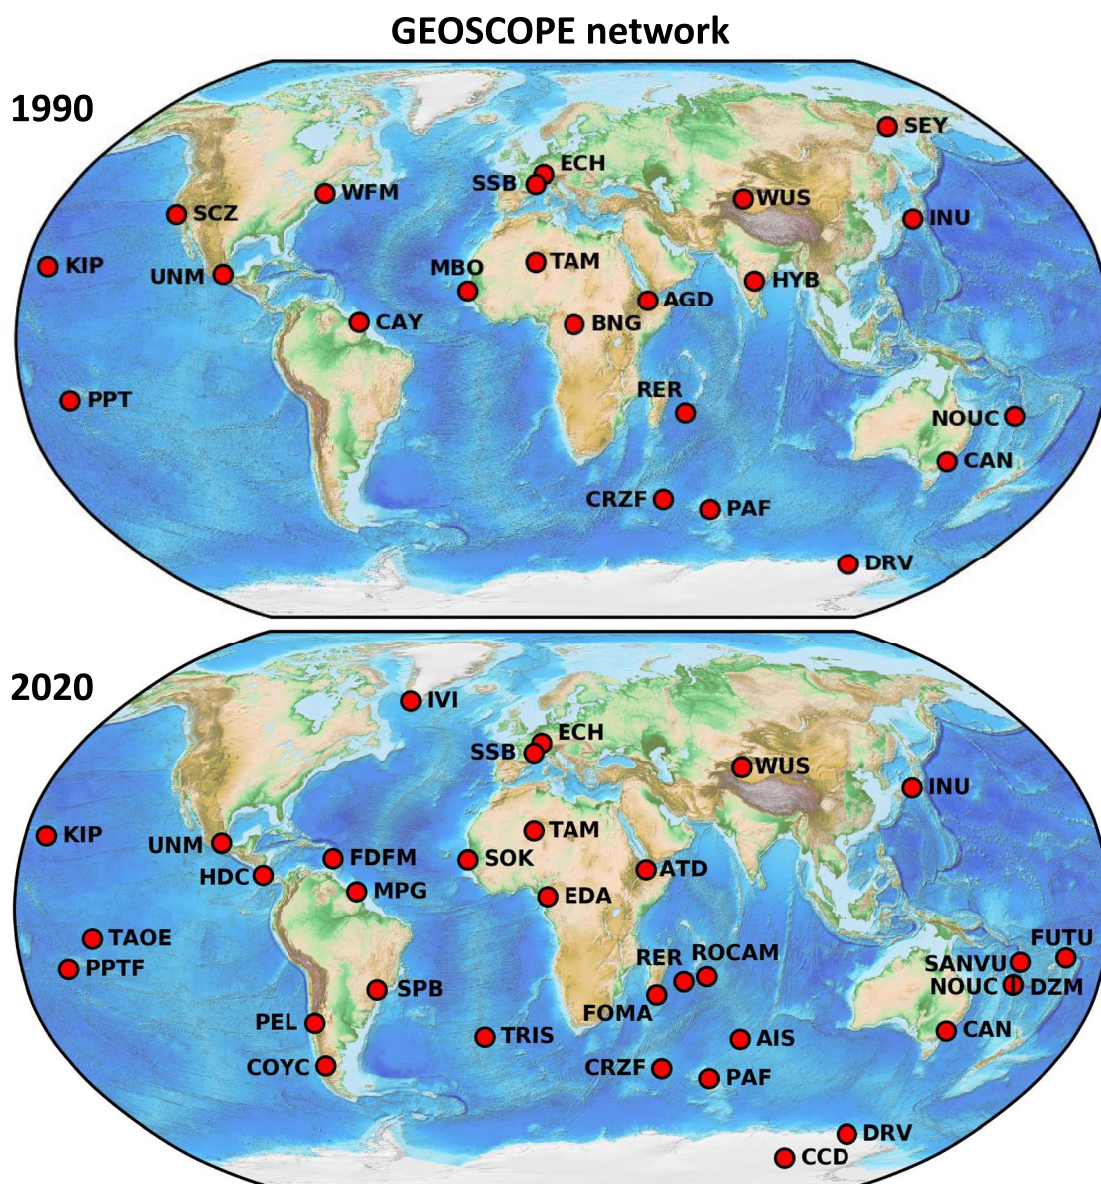 GEOSCOPE network
1990
SEY
ECH
SSB
WFM
WUS
SCZ
INU
KIP
UNM
MBO
TAM
HYB
AGD
CAY
BNG
RER
PPT
NOUC
CAN
CRZF
PAF
DRV
2020
IVI
ECH
SSB
WUS
INU
KIP
UNM
TAM
FDFM
SOK
HDC
ATD
MPG
EDA
TAOE
FUTU
RER ROCAM
SANVU
PPTF
NOUC DZM
SPB
FOMA
PEL
CAN
TRIS
AIS
COYC
CRZF
PAF
DRV
CCD